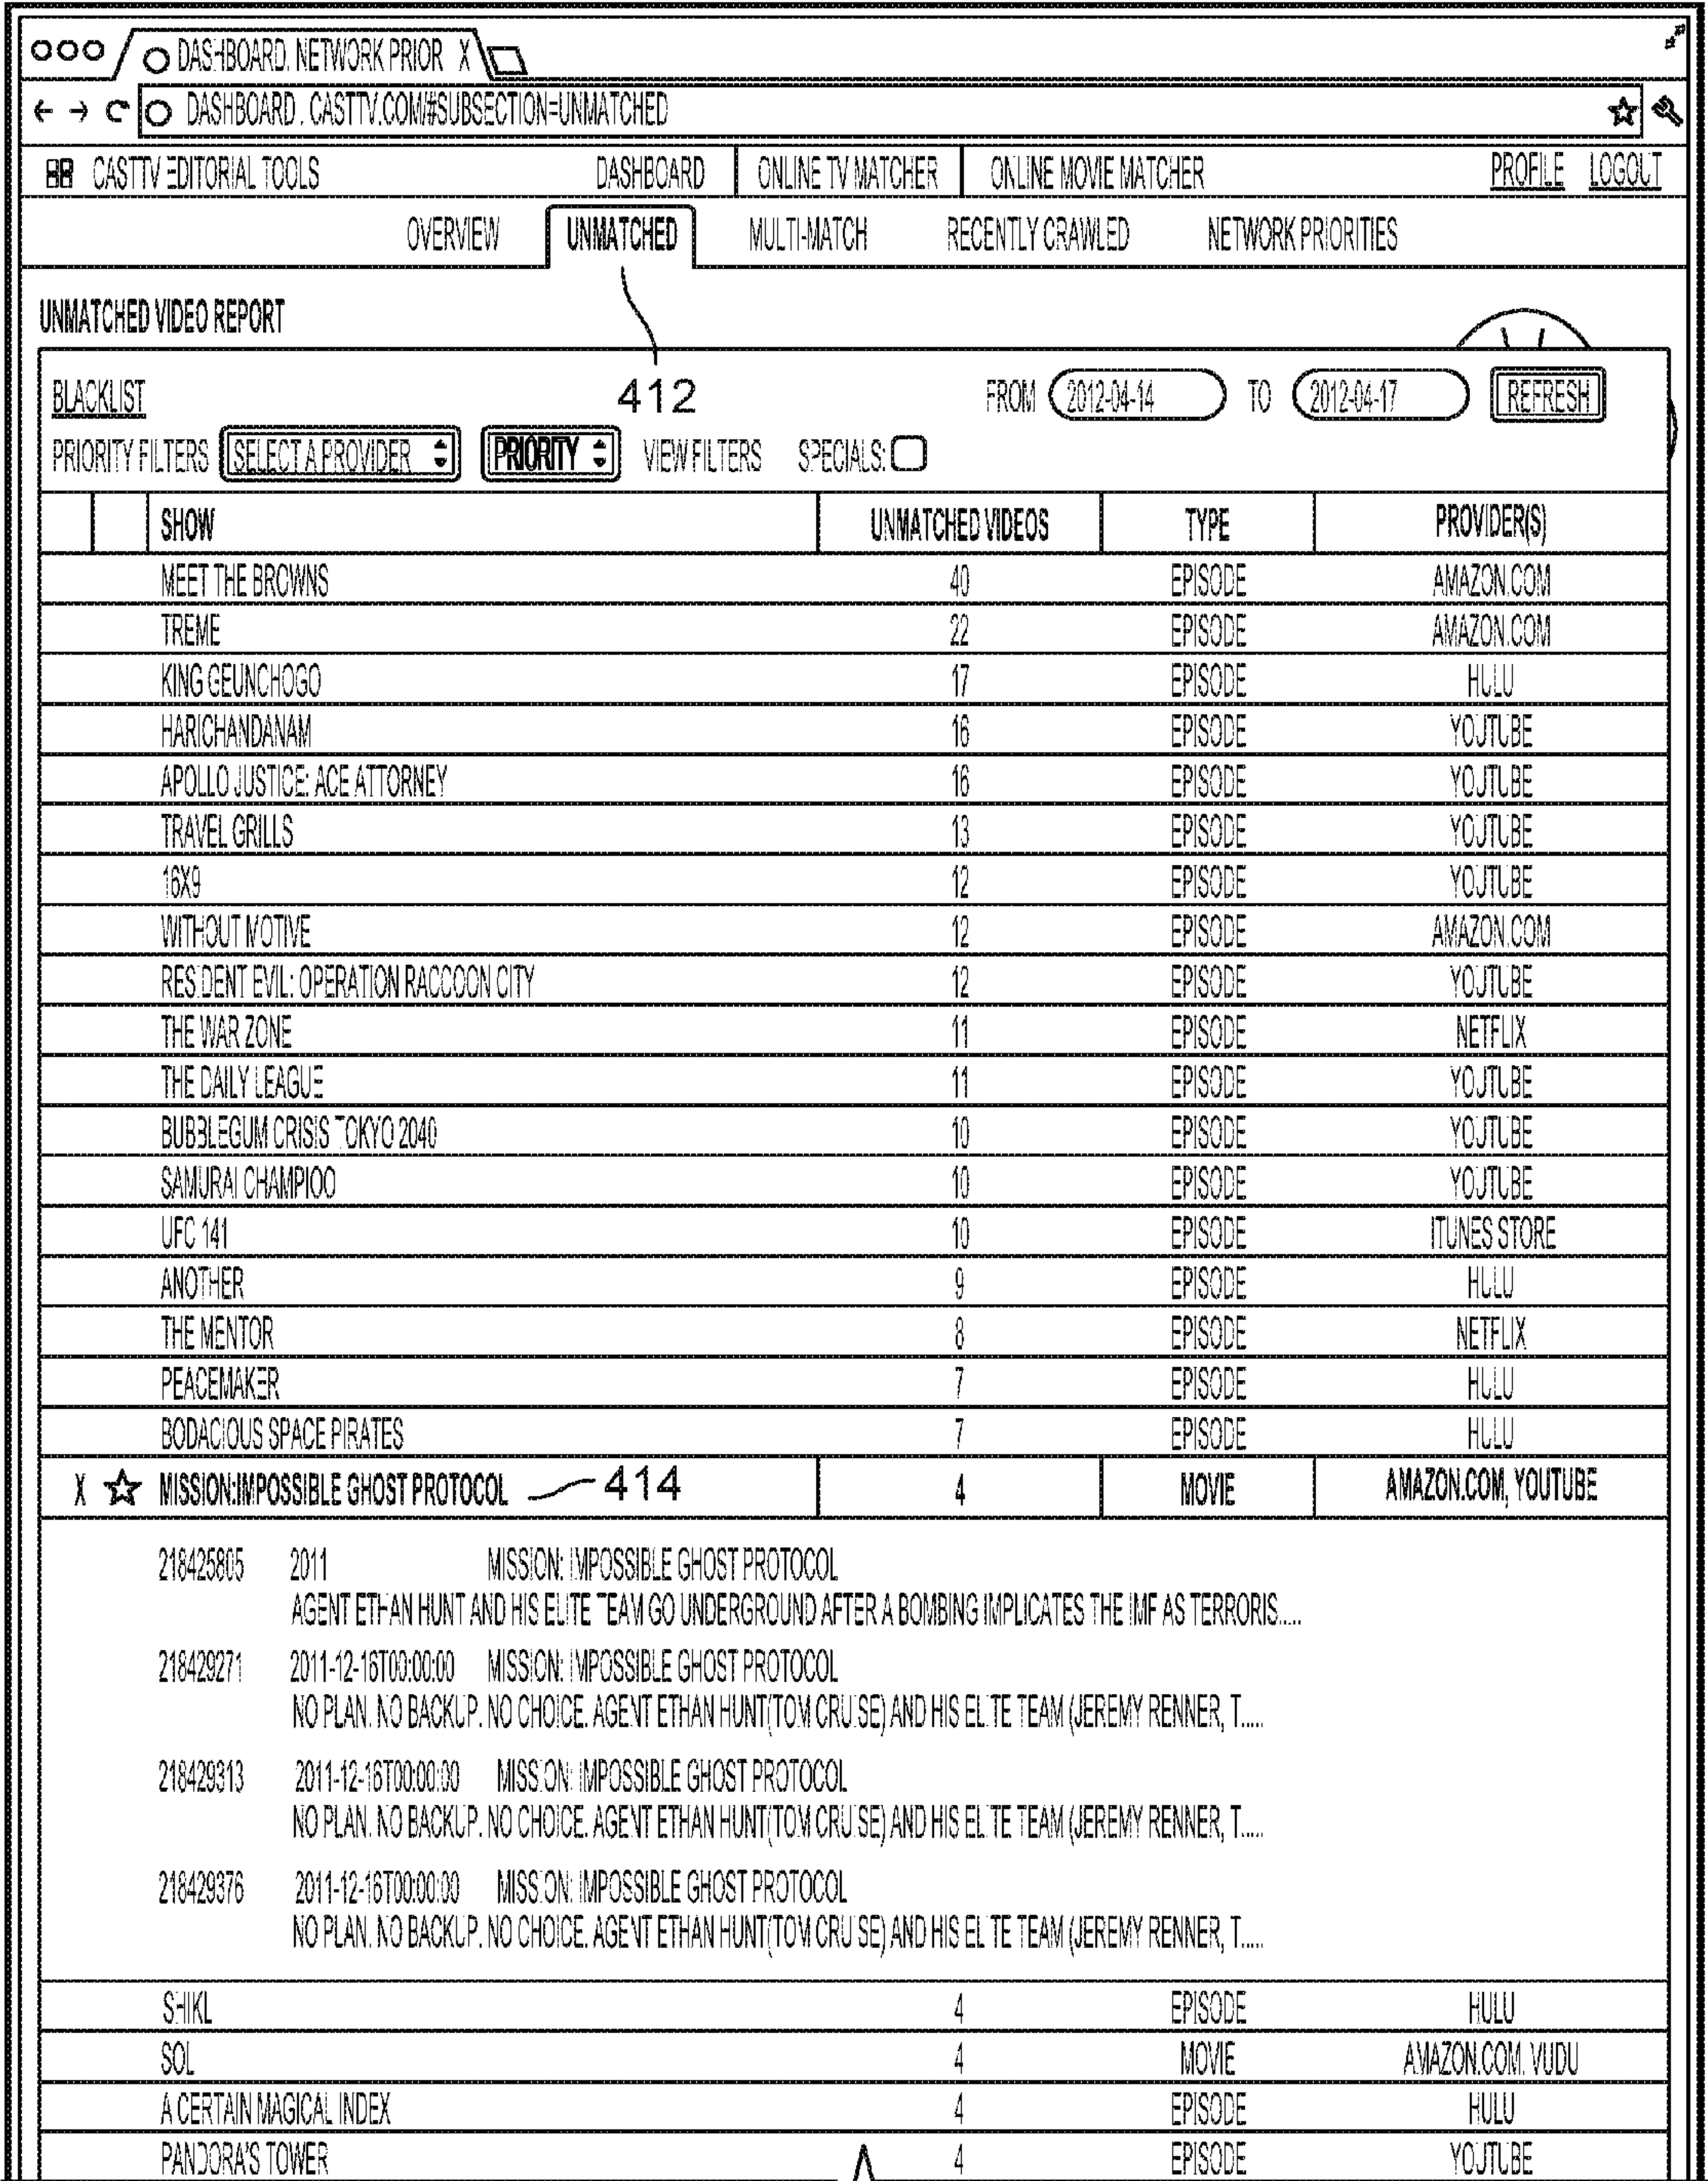 DASHBOARD. NETWORK PRIOR X
DASHBOARD. CASTTV.COM/#SUBSECTION=UNMATCHED
CASTTV EDITORIAL TOOLS DASHBOARD ONLINE TV MATCHER ONLINE MOVIE MATCHER PROFILE LOGOUT
OVERVIEW UNMATCHED MULTI-MATCH RECENTLY CRAWLED NETWORK PRIORITIES
UNMATCHED VIDEO REPORT
BLACKLIST 412 FROM 2012-04-14 TO 2012-04-17 REFRESH
PRIORITY FILTERS SELECT A PROVIDER PRIORITY VIEW FILTERS SPECIALS:
SHOW UNMATCHED VIDEOS TYPE PROVIDER(S)
MEET THE BROWNS 40 EPISODE AMAZON.COM
TREME 22 EPISODE AMAZON.COM
KING GEUNCHOGO 17 EPISODE HULU
HARICHANDANAM 16 EPISODE YOUTUBE
APOLLO JUSTICE: ACE ATTORNEY 16 EPISODE YOUTUBE
TRAVEL GRILLS 13 EPISODE YOUTUBE
16X9 12 EPISODE YOUTUBE
WITHOUT MOTIVE 12 EPISODE AMAZON.COM
RESIDENT EVIL: OPERATION RACCOON CITY 12 EPISODE YOUTUBE
THE WAR ZONE 11 EPISODE NETFLIX
THE DAILY LEAGUE 11 EPISODE YOUTUBE
BUBBLEGUM CRISIS TOKYO 2040 10 EPISODE YOUTUBE
SAMURAI CHAMPIOO 10 EPISODE YOUTUBE
UFC 141 10 EPISODE ITUNES STORE
ANOTHER 9 EPISODE HULU
THE MENTOR 8 EPISODE NETFLIX
PEACEMAKER 7 EPISODE HULU
BODACIOUS SPACE PIRATES 7 EPISODE HULU
X MISSION:IMPOSSIBLE GHOST PROTOCOL 414 4 MOVIE AMAZON.COM, YOUTUBE
218425805 2011 MISSION: IMPOSSIBLE GHOST PROTOCOL
AGENT ETHAN HUNT AND HIS ELITE TEAM GO UNDERGROUND AFTER A BOMBING IMPLICATES THE IMF AS TERRORIS.....
218429271 2011-12-16T00:00:00 MISSION: IMPOSSIBLE GHOST PROTOCOL
NO PLAN. NO BACKUP. NO CHOICE. AGENT ETHAN HUNT(TOM CRUISE) AND HIS ELITE TEAM (JEREMY RENNER, T.....
218429313 2011-12-16T00:00:00 MISSION: IMPOSSIBLE GHOST PROTOCOL
NO PLAN. NO BACKUP. NO CHOICE. AGENT ETHAN HUNT(TOM CRUISE) AND HIS ELITE TEAM (JEREMY RENNER, T.....
218429376 2011-12-16T00:00:00 MISSION: IMPOSSIBLE GHOST PROTOCOL
NO PLAN. NO BACKUP. NO CHOICE. AGENT ETHAN HUNT(TOM CRUISE) AND HIS ELITE TEAM (JEREMY RENNER, T.....
SHIKL 4 EPISODE HULU
SOL 4 MOVIE AMAZON.COM. VUDU
A CERTAIN MAGICAL INDEX 4 EPISODE HULU
PANDORA'S TOWER 4 EPISODE YOUTUBE